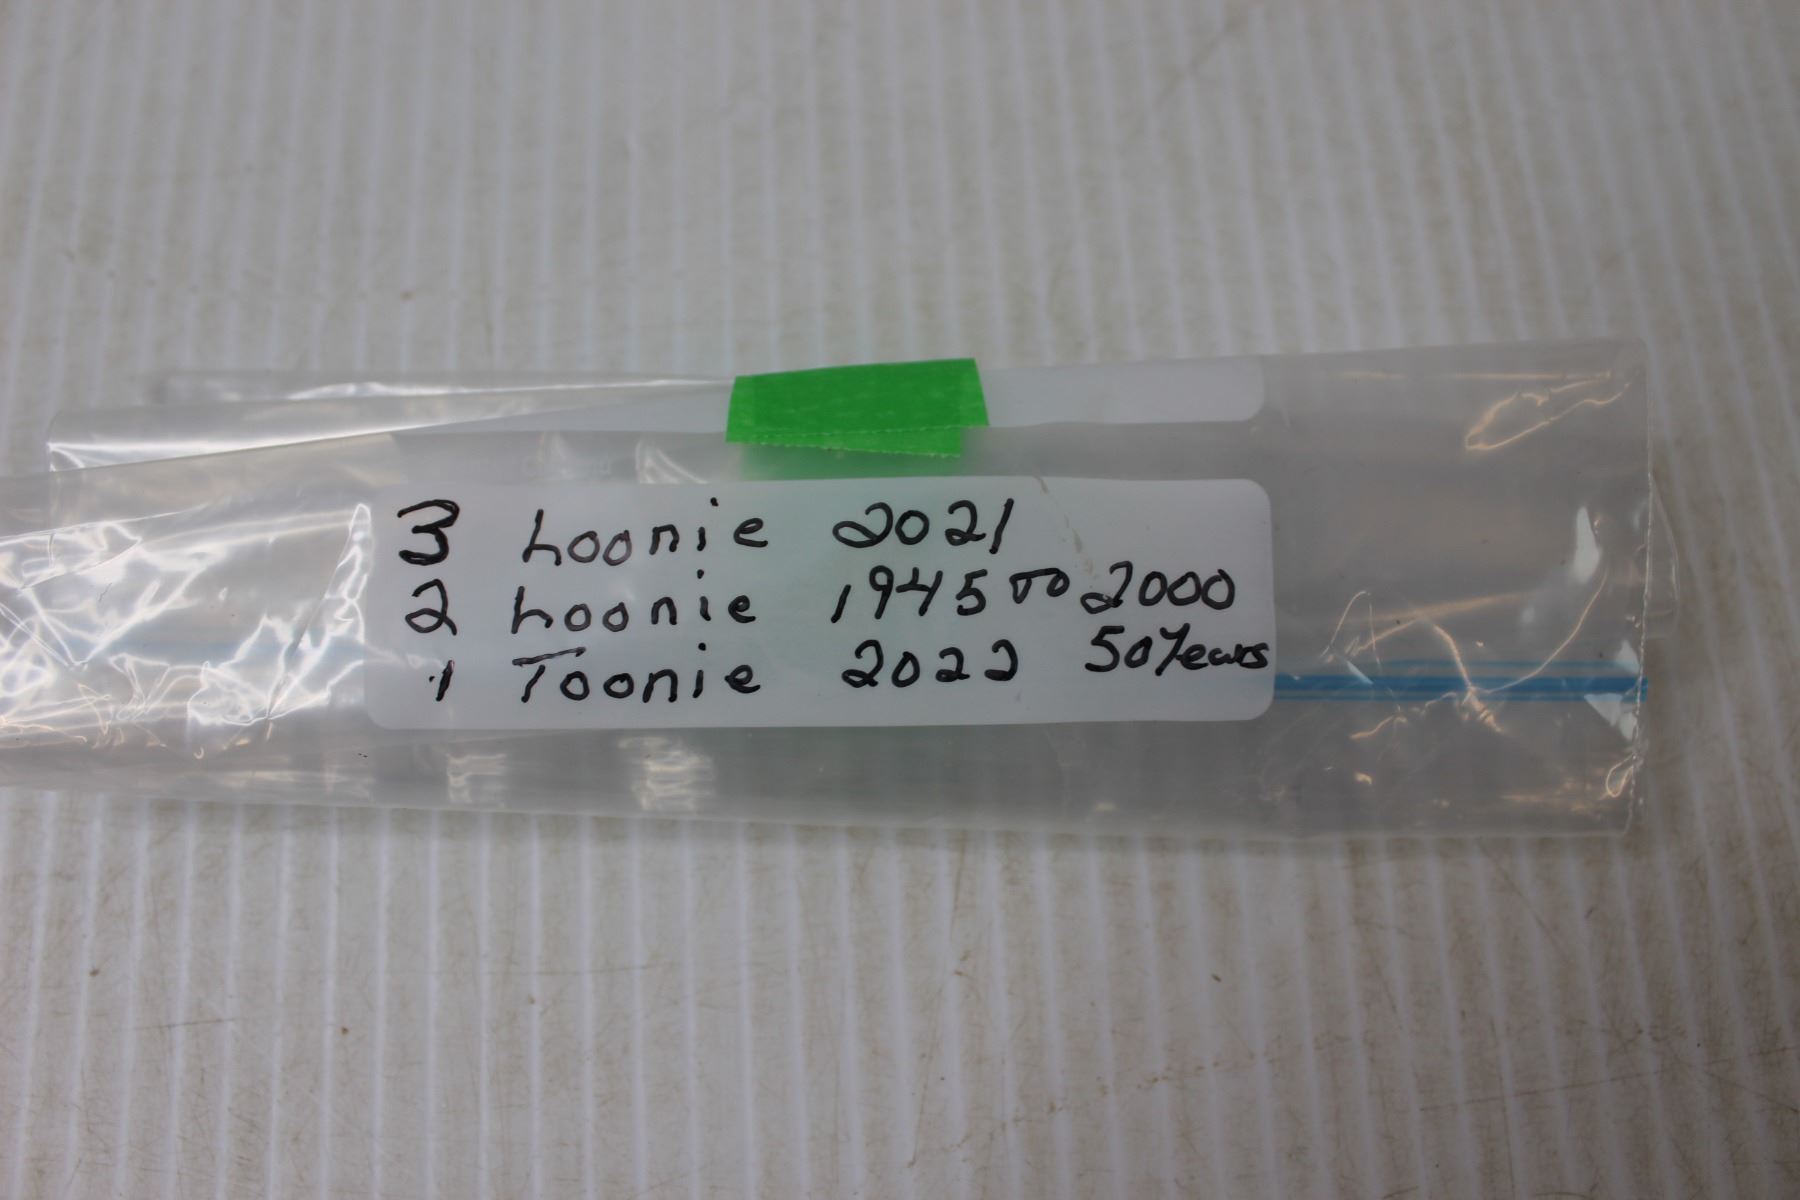 3 Loonie 2021
2 Loonie 1945 TO 2000
1 Toonie 2022 50 Years